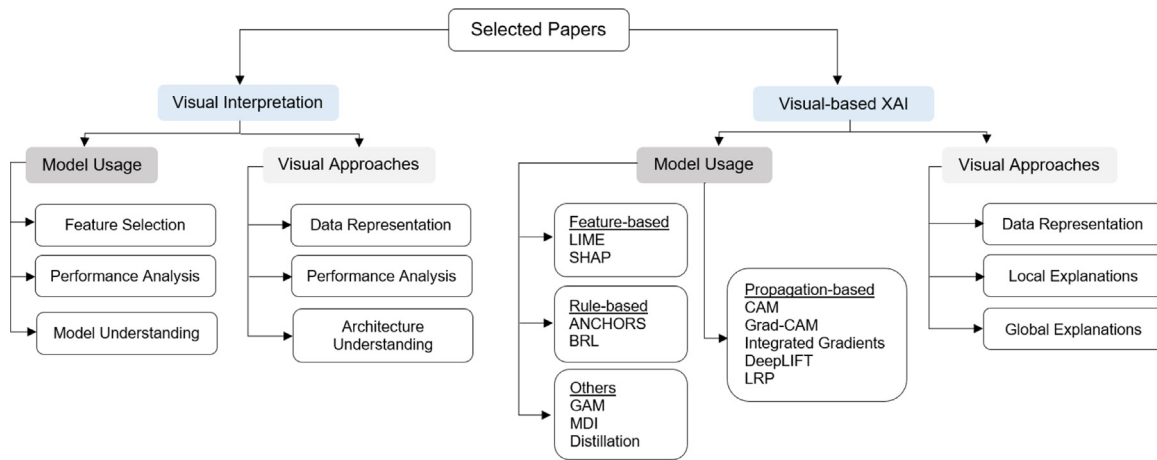 Selected Papers
Visual Interpretation
Visual-based XAI
Model Usage
Visual Approaches
Model Usage
Visual Approaches
Feature Selection
Performance Analysis
Model Understanding
Data Representation
Performance Analysis
Architecture
Understanding
Feature-based
LIME
SHAP
Rule-based
ANCHORS
BRL
Others
GAM
MDI
Distillation
Propagation-based
CAM
Grad-CAM
Integrated Gradients
DeepLIFT
LRP
Data Representation
Local Explanations
Global Explanations